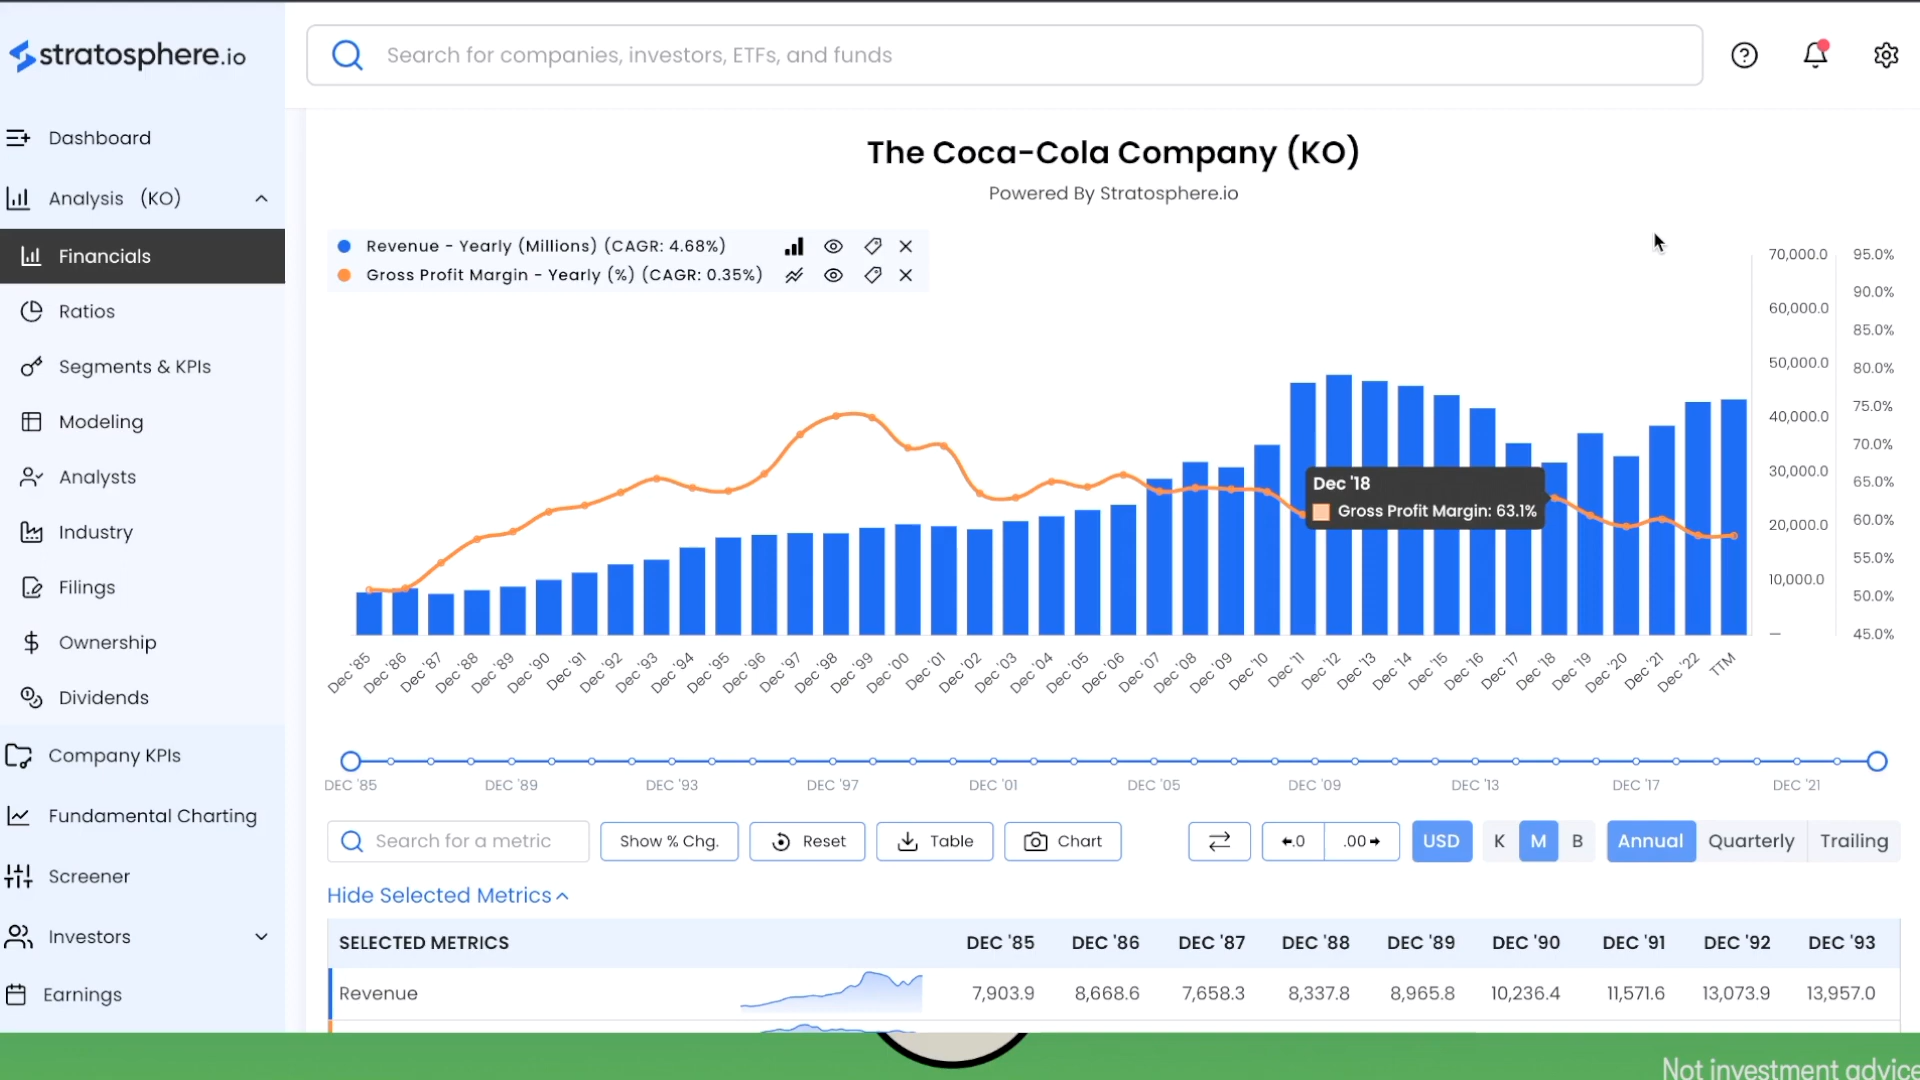 stratosphere.io
Search for companies, investors, ETFs, and funds
Dashboard
Analysis (KO)
Financials
Ratios
Segments & KPIs
Modeling
Analysts
Industry
Filings
Ownership
Dividends
Company KPIs
Fundamental Charting
Screener
Investors
Earnings
The Coca-Cola Company (KO)
Powered By Stratosphere.io
Revenue - Yearly (Millions) (CAGR: 4.68%)
Gross Profit Margin - Yearly (%) (CAGR: 0.35%)
70,000.0 95.0%
90.0%
60,000.0 85.0%
50,000.0 80.0%
75.0%
40,000.0 70.0%
30,000.0 65.0%
20,000.0 60.0%
55.0%
10,000.0 50.0%
— 45.0%
Dec '18
Gross Profit Margin: 63.1%
Dec '85 Dec '86 Dec '87 Dec '88 Dec '89 Dec '90 Dec '91 Dec '92 Dec '93 Dec '94 Dec '95 Dec '96 Dec '97 Dec '98 Dec '99 Dec '00 Dec '01 Dec '02 Dec '03 Dec '04 Dec '05 Dec '06 Dec '07 Dec '08 Dec '09 Dec '10 Dec '11 Dec '12 Dec '13 Dec '14 Dec '15 Dec '16 Dec '17 Dec '18 Dec '19 Dec '20 Dec '21 Dec '22 TTM
DEC '85 DEC '89 DEC '93 DEC '97 DEC '01 DEC '05 DEC '09 DEC '13 DEC '17 DEC '21
Search for a metric Show % Chg. Reset Table Chart .0 .00 USD K M B Annual Quarterly Trailing
Hide Selected Metrics
SELECTED METRICS DEC '85 DEC '86 DEC '87 DEC '88 DEC '89 DEC '90 DEC '91 DEC '92 DEC '93
Revenue 7,903.9 8,668.6 7,658.3 8,337.8 8,965.8 10,236.4 11,571.6 13,073.9 13,957.0
Not investment advice